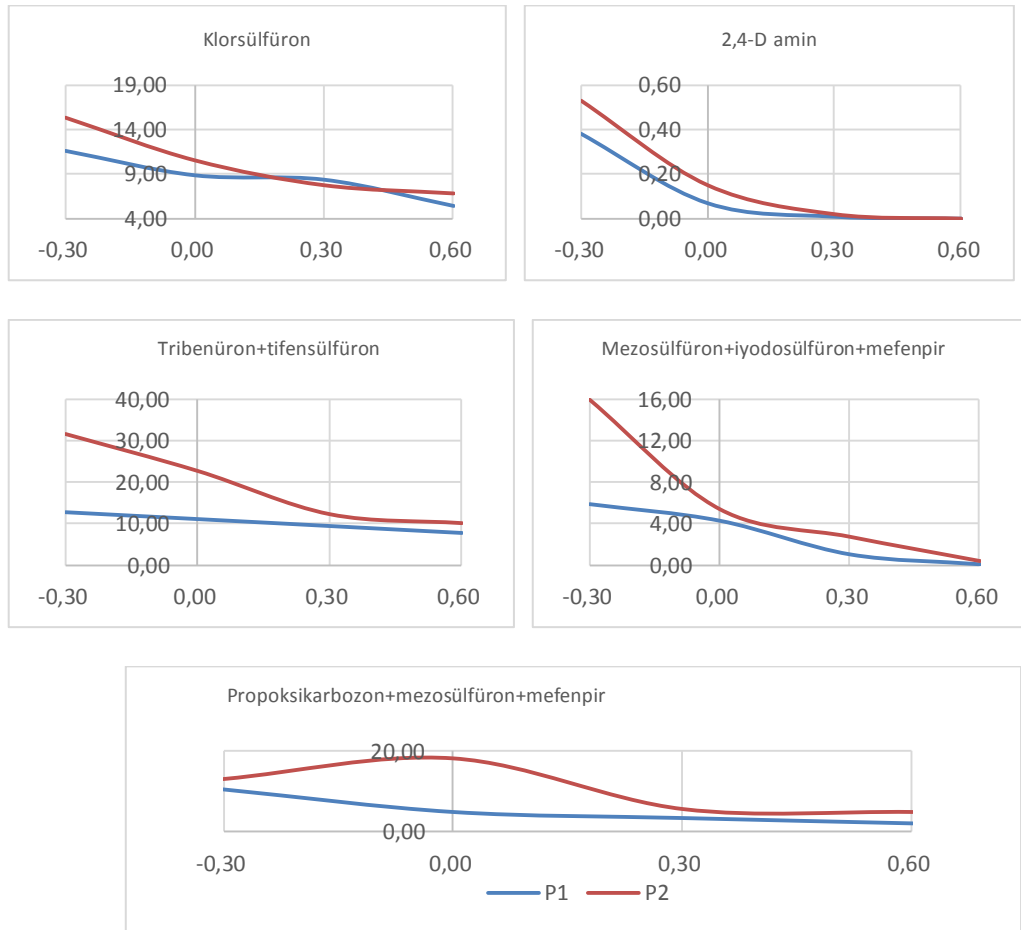 Klorsülfüron
19,00
14,00
9,00
4,00
-0,30 0,00 0,30 0,60
2,4-D amin
0,60
0,40
0,20
0,00
-0,30 0,00 0,30 0,60
Tribenüron+tifensülfüron
40,00
30,00
20,00
10,00
0,00
-0,30 0,00 0,30 0,60
Mezosülfüron+iyodosülfüron+mefenpir
16,00
12,00
8,00
4,00
0,00
-0,30 0,00 0,30 0,60
Propoksikarbozon+mezosülfüron+mefenpir
20,00
0,00
-0,30 0,00 0,30 0,60
P1 P2